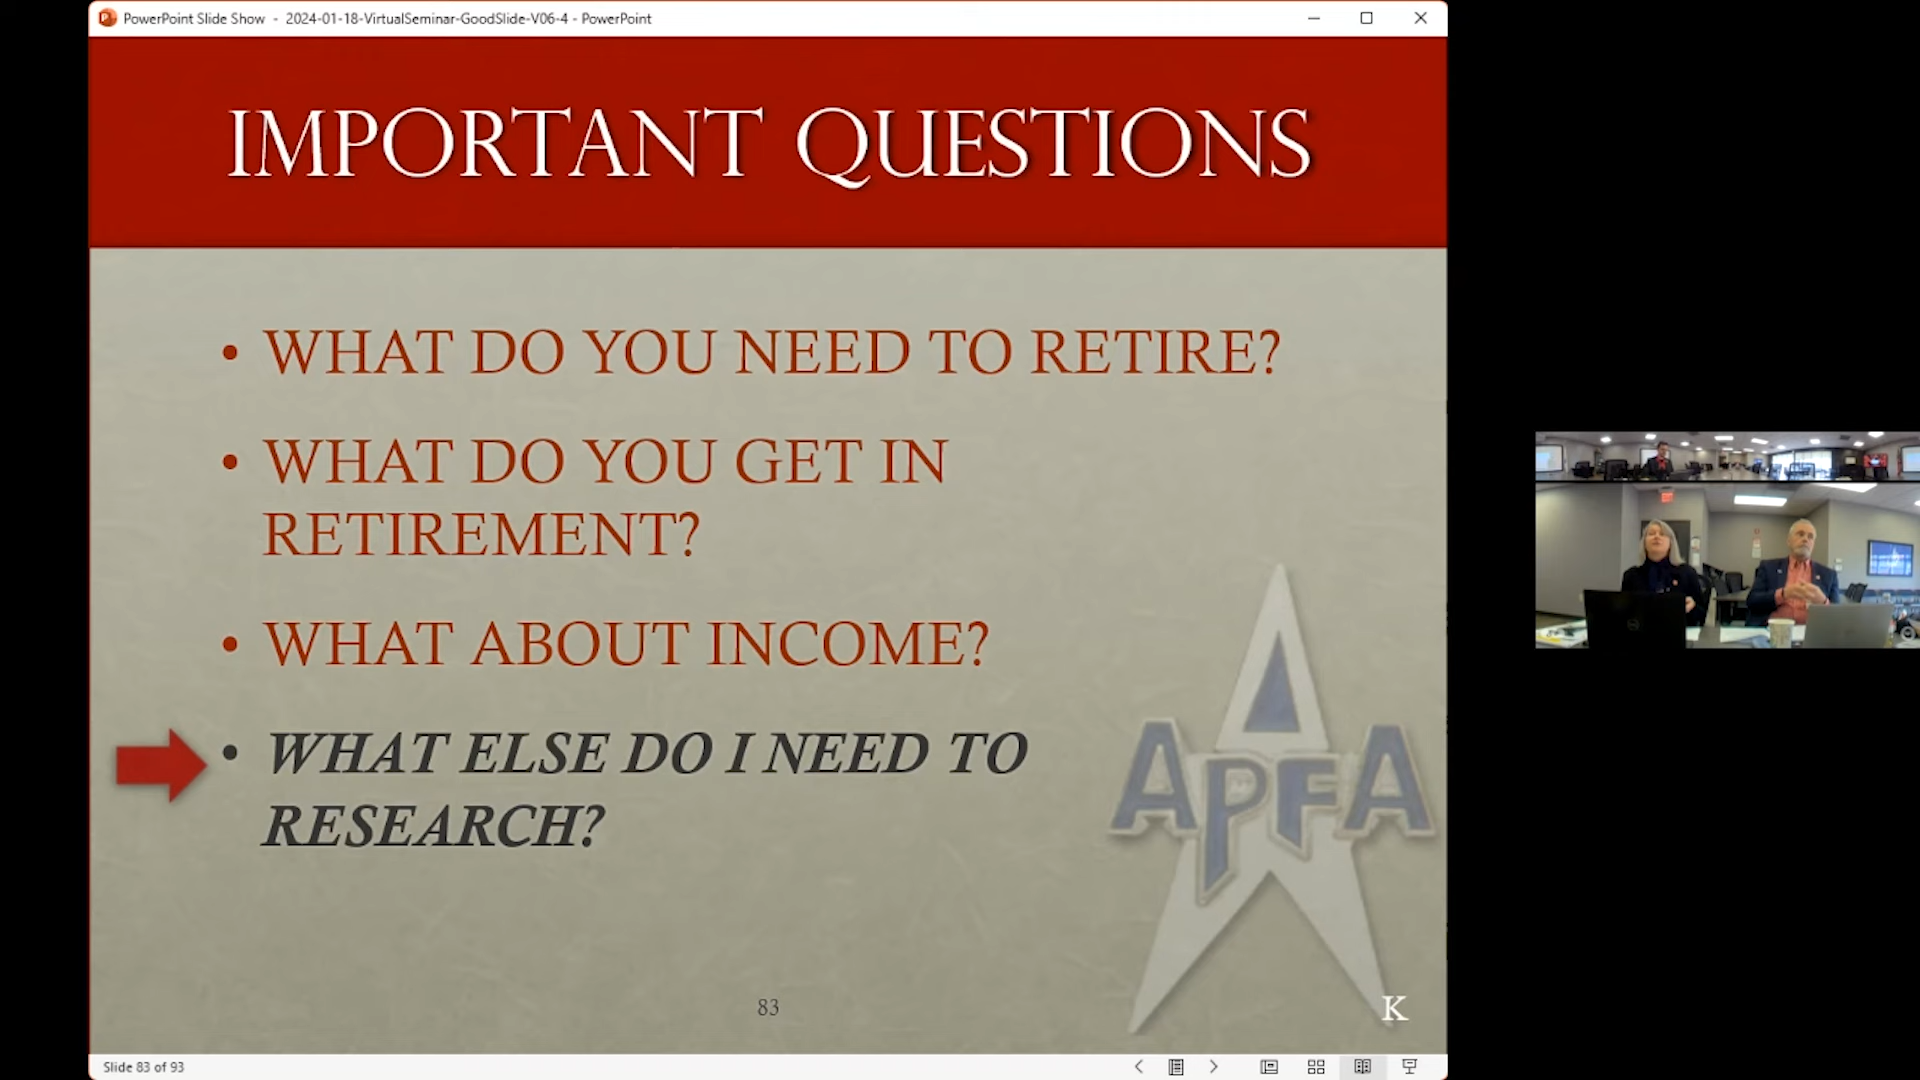 PowerPoint Slide Show - 2024-01-18-VirtualSeminar-GoodSlide-V06-4 - PowerPoint
IMPORTANT QUESTIONS
• WHAT DO YOU NEED TO RETIRE?
• WHAT DO YOU GET IN
RETIREMENT?
• WHAT ABOUT INCOME?
• WHAT ELSE DO I NEED TO
RESEARCH?
APFA
83
K
Slide 83 of 93